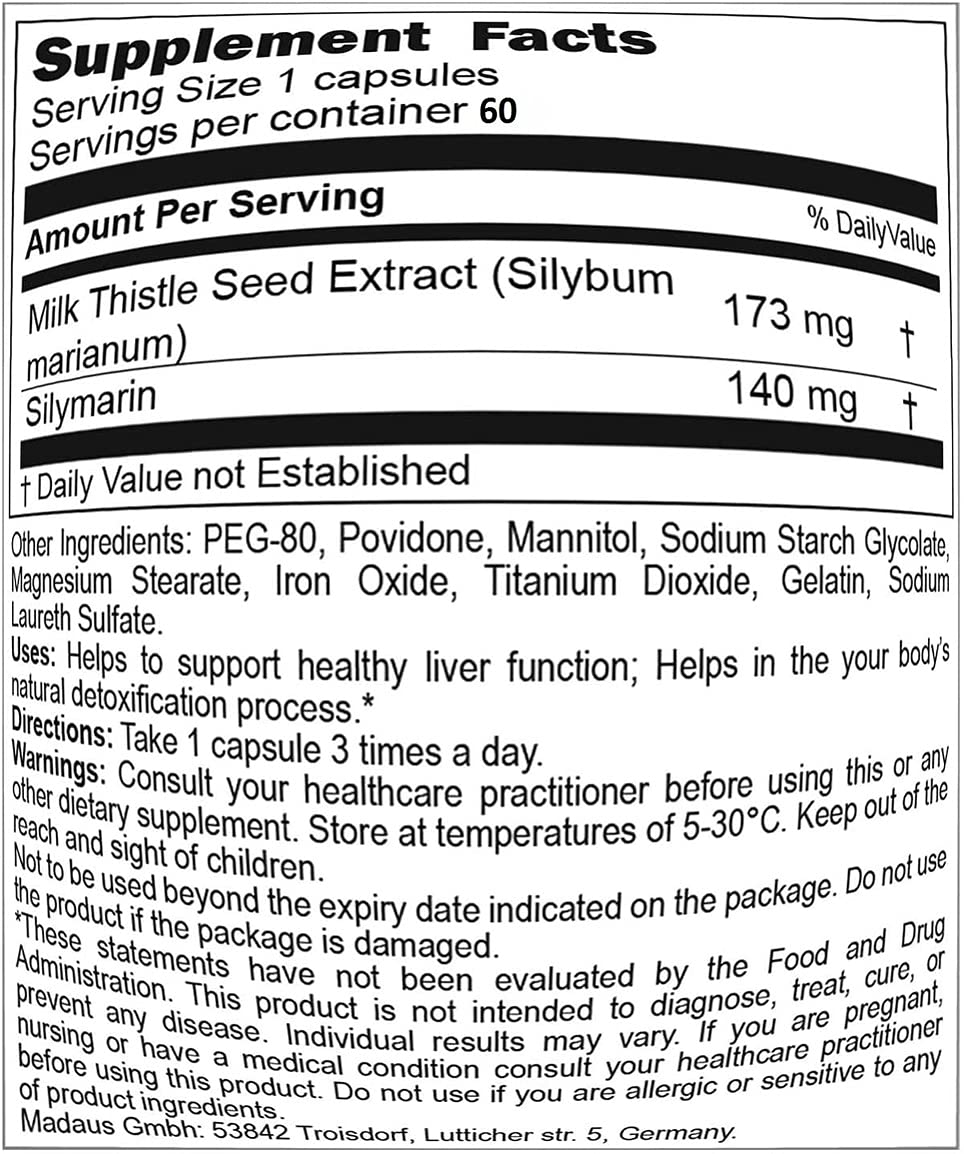 Supplement Facts
Serving Size 1 capsules
Servings per container 60
Amount Per Serving % DailyValue
Milk Thistle Seed Extract (Silybum
marianum) 173 mg †
Silymarin 140 mg †
† Daily Value not Established
Other Ingredients: PEG-80, Povidone, Mannitol, Sodium Starch Glycolate,
Magnesium Stearate, Iron Oxide, Titanium Dioxide, Gelatin, Sodium
Laureth Sulfate.
Uses: Helps to support healthy liver function; Helps in the your body's
natural detoxification process.*
Directions: Take 1 capsule 3 times a day.
Warnings: Consult your healthcare practitioner before using this or any
other dietary supplement. Store at temperatures of 5-30°C. Keep out of the
reach and sight of children.
Not to be used beyond the expiry date indicated on the package. Do not use
the product if the package is damaged.
*These statements have not been evaluated by the Food and Drug
Administration. This product is not intended to diagnose, treat, cure, or
prevent any disease. Individual results may vary. If you are pregnant,
nursing or have a medical condition consult your healthcare practitioner
before using this product. Do not use if you are allergic or sensitive to any
of product ingredients.
Madaus Gmbh: 53842 Troisdorf, Lutticher str. 5, Germany.